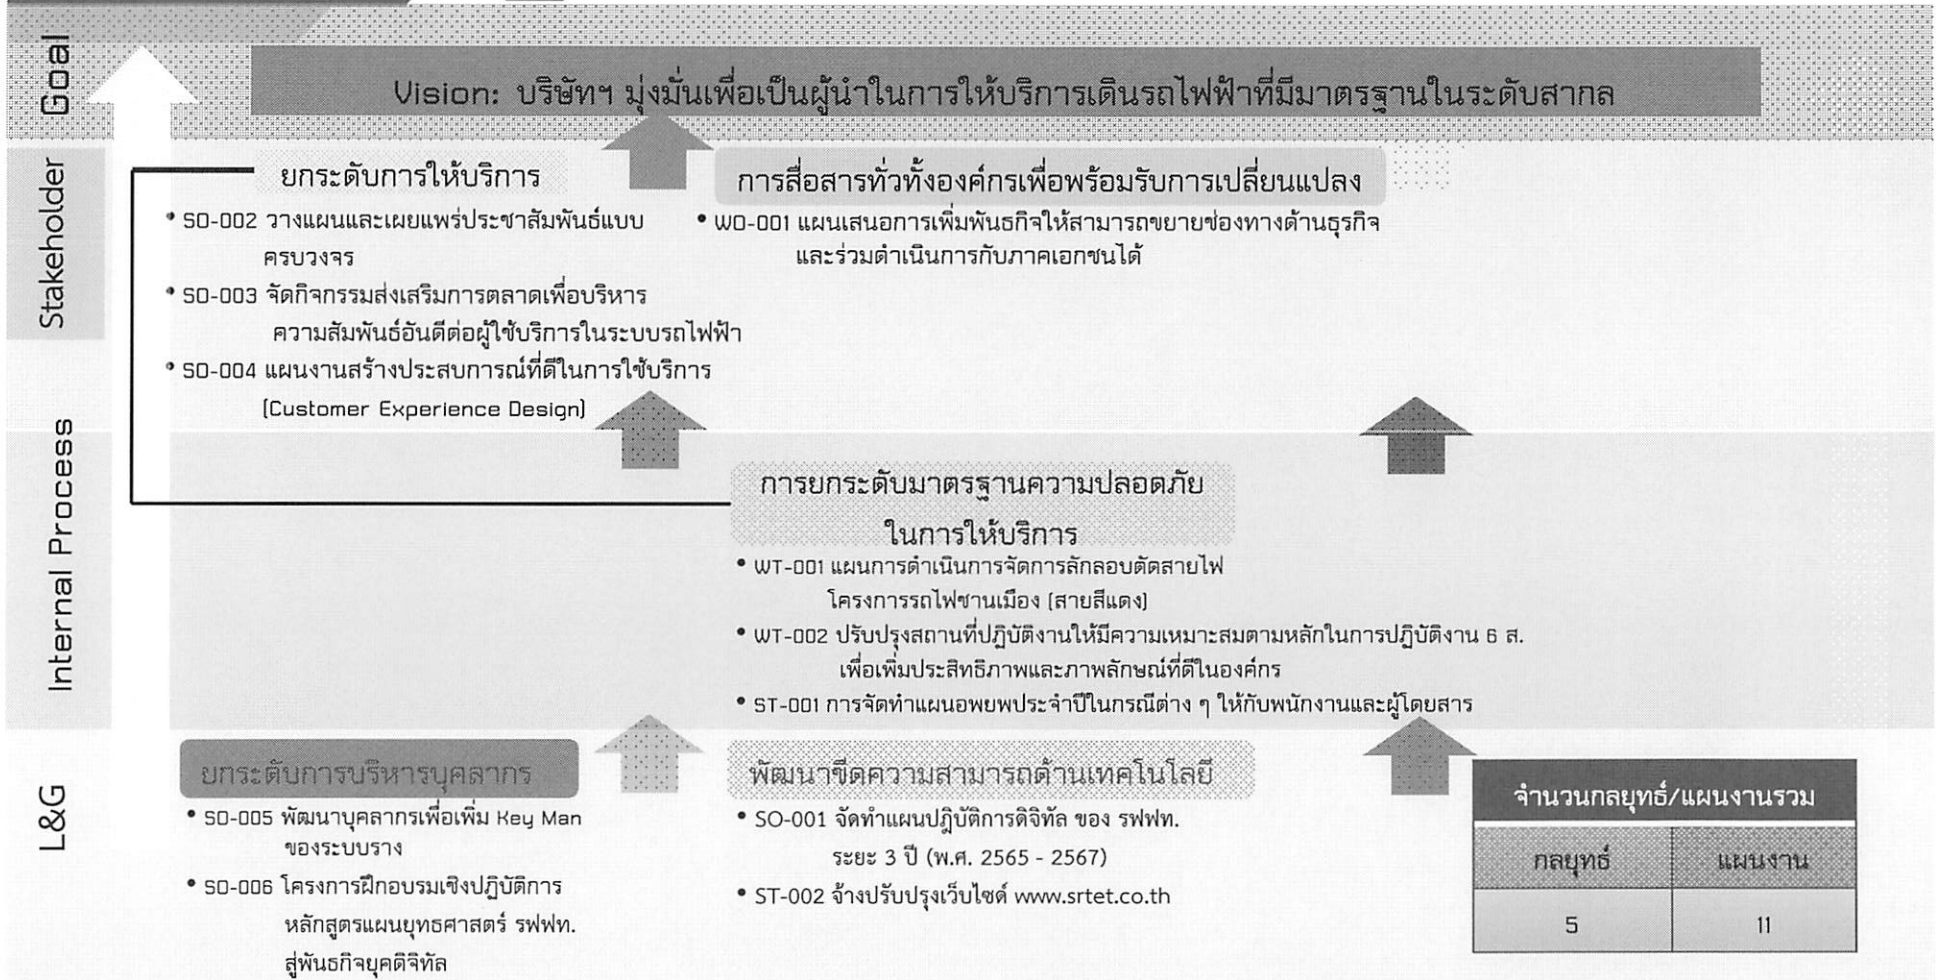 Goal
Vision: บริษัทฯ มุ่งมั่นเพื่อเป็นผู้นำในการให้บริการเดินรถไฟฟ้าที่มีมาตรฐานในระดับสากล
Stakeholder
ยกระดับการให้บริการ
• SO-002 วางแผนและเผยแพร่ประชาสัมพันธ์แบบ
ครบวงจร
• SO-003 จัดกิจกรรมส่งเสริมการตลาดเพื่อบริหาร
ความสัมพันธ์อันดีต่อผู้ใช้บริการในระบบรถไฟฟ้า
• SO-004 แผนงานสร้างประสบการณ์ที่ดีในการใช้บริการ
(Customer Experience Design)
การสื่อสารทั่วทั้งองค์กรเพื่อพร้อมรับการเปลี่ยนแปลง
• WO-001 แผนเสนอการเพิ่มพันธกิจให้สามารถขยายช่องทางด้านธุรกิจ
และร่วมดำเนินการกับภาคเอกชนได้
Internal Process
การยกระดับมาตรฐานความปลอดภัย
ในการให้บริการ
• WT-001 แผนการดำเนินการจัดการลักลอบตัดสายไฟ
โครงการรถไฟชานเมือง (สายสีแดง)
• WT-002 ปรับปรุงสถานที่ปฏิบัติงานให้มีความเหมาะสมตามหลักในการปฏิบัติงาน 6 ส.
เพื่อเพิ่มประสิทธิภาพและภาพลักษณ์ที่ดีในองค์กร
• ST-001 การจัดทำแผนอพยพประจำปีในกรณีต่าง ๆ ให้กับพนักงานและผู้โดยสาร
L&G
ยกระดับการบริหารบุคลากร
• SO-005 พัฒนาบุคลากรเพื่อเพิ่ม Key Man
ของระบบราง
• SO-006 โครงการฝึกอบรมเชิงปฏิบัติการ
หลักสูตรแผนยุทธศาสตร์ รฟฟท.
สู่พันธกิจยุคดิจิทัล
พัฒนาขีดความสามารถด้านเทคโนโลยี
• SO-001 จัดทำแผนปฏิบัติการดิจิทัล ของ รฟฟท.
ระยะ 3 ปี (พ.ศ. 2565 - 2567)
• ST-002 จ้างปรับปรุงเว็บไซต์ www.srtet.co.th
จำนวนกลยุทธ์/แผนงานรวม
กลยุทธ์ แผนงาน
5 11